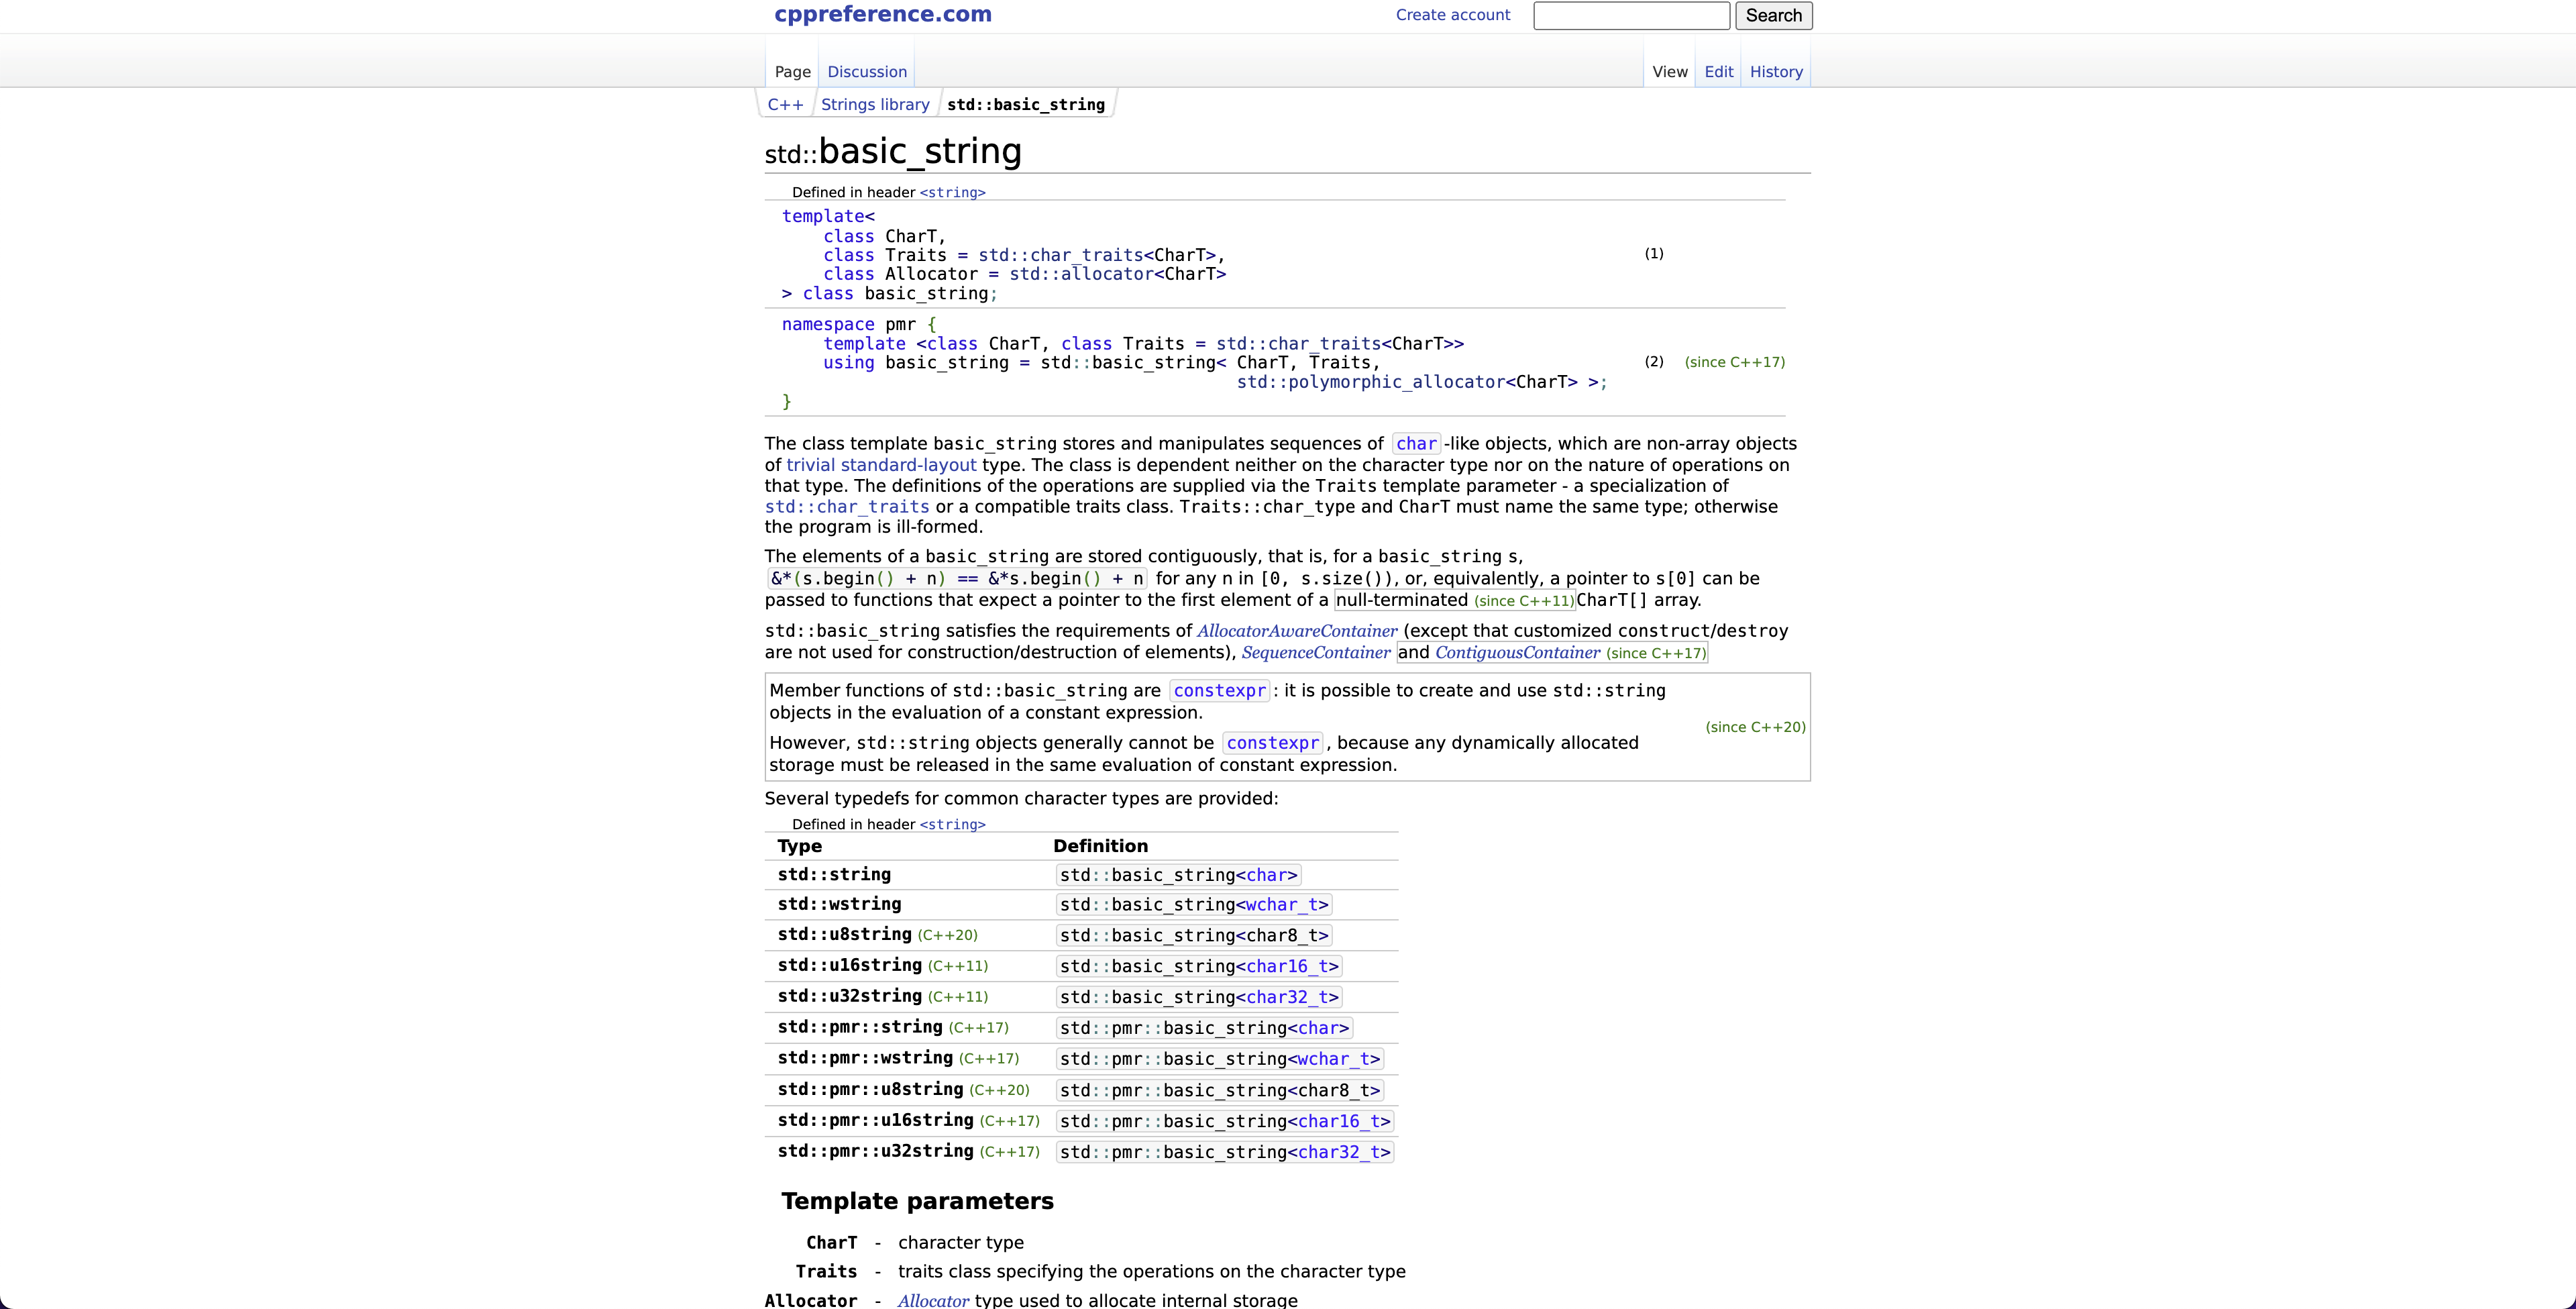 cppreference.com
Create account
Search
Page Discussion
View Edit History
C++ Strings library std::basic_string
std::basic_string
Defined in header <string>
template<
    class CharT,
    class Traits = std::char_traits<CharT>,
    class Allocator = std::allocator<CharT>
> class basic_string;
(1)
namespace pmr {
    template <class CharT, class Traits = std::char_traits<CharT>>
    using basic_string = std::basic_string< CharT, Traits,
                                            std::polymorphic_allocator<CharT> >;
}
(2) (since C++17)
The class template basic_string stores and manipulates sequences of char-like objects, which are non-array objects
of trivial standard-layout type. The class is dependent neither on the character type nor on the nature of operations on
that type. The definitions of the operations are supplied via the Traits template parameter - a specialization of
std::char_traits or a compatible traits class. Traits::char_type and CharT must name the same type; otherwise
the program is ill-formed.
The elements of a basic_string are stored contiguously, that is, for a basic_string s,
&*(s.begin() + n) == &*s.begin() + n for any n in [0, s.size()), or, equivalently, a pointer to s[0] can be
passed to functions that expect a pointer to the first element of a null-terminated (since C++11)CharT[] array.
std::basic_string satisfies the requirements of AllocatorAwareContainer (except that customized construct/destroy
are not used for construction/destruction of elements), SequenceContainer and ContiguousContainer (since C++17)
Member functions of std::basic_string are constexpr: it is possible to create and use std::string
objects in the evaluation of a constant expression.
(since C++20)
However, std::string objects generally cannot be constexpr, because any dynamically allocated
storage must be released in the same evaluation of constant expression.
Several typedefs for common character types are provided:
Defined in header <string>
Type Definition
std::string std::basic_string<char>
std::wstring std::basic_string<wchar_t>
std::u8string (C++20) std::basic_string<char8_t>
std::u16string (C++11) std::basic_string<char16_t>
std::u32string (C++11) std::basic_string<char32_t>
std::pmr::string (C++17) std::pmr::basic_string<char>
std::pmr::wstring (C++17) std::pmr::basic_string<wchar_t>
std::pmr::u8string (C++20) std::pmr::basic_string<char8_t>
std::pmr::u16string (C++17) std::pmr::basic_string<char16_t>
std::pmr::u32string (C++17) std::pmr::basic_string<char32_t>
Template parameters
CharT - character type
Traits - traits class specifying the operations on the character type
Allocator - Allocator type used to allocate internal storage